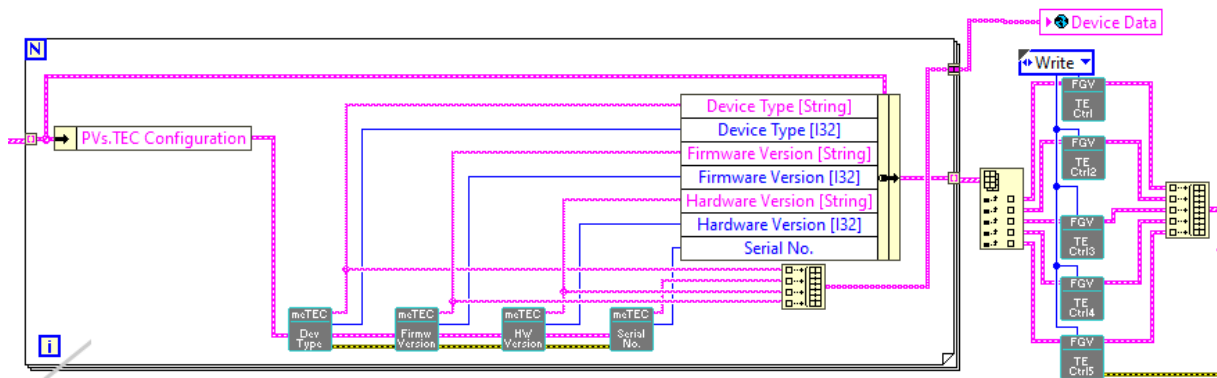 Device Data
N
Write
FGV
TE
Ctrl
PVs.TEC Configuration
Device Type [String]
Device Type [I32]
Firmware Version [String]
Firmware Version [I32]
Hardware Version [String]
Hardware Version [I32]
Serial No.
FGV
TE
Ctrl2
FGV
TE
Ctrl3
FGV
TE
Ctrl4
meTEC
Dev
Type
meTEC
Firmw
Version
meTEC
HW
Version
meTEC
Serial
No.
i
FGV
TE
Ctrl5